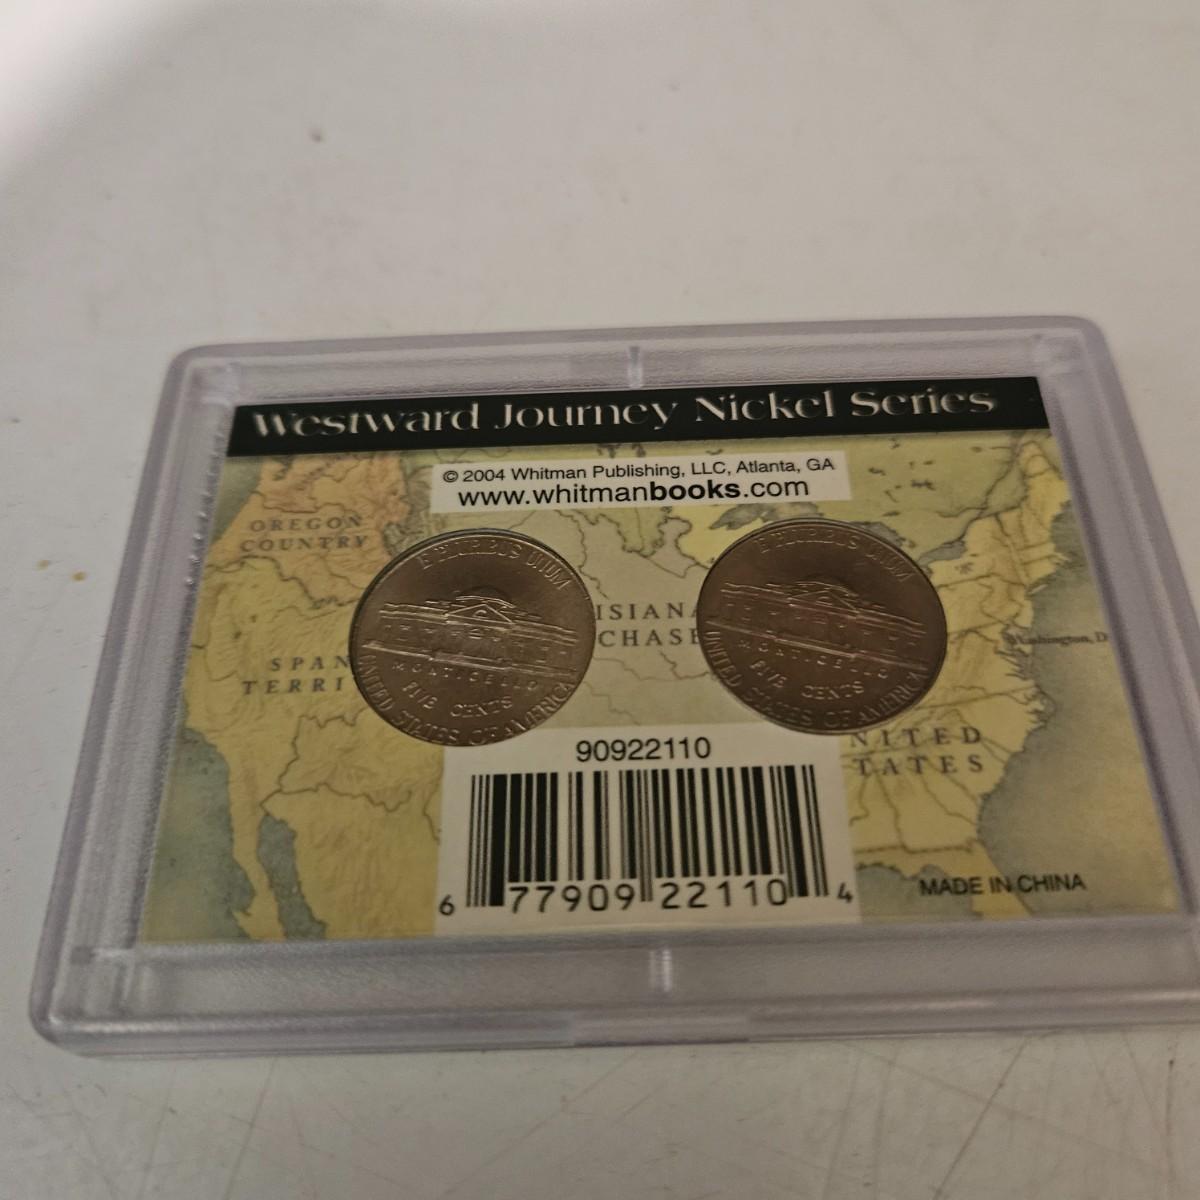 Westward Journey Nickel Series
© 2004 Whitman Publishing, LLC, Atlanta, GA
www.whitmanbooks.com
OREGON
COUNTRY
E PLURIBUS UNUM
E PLURIBUS UNUM
ISIANA
CHASE
Washington, D
SPAN
TERRI
MONTICELLO
FIVE CENTS
UNITED STATES OF AMERICA
MONTICELLO
FIVE CENTS
UNITED STATES OF AMERICA
NITED
TATES
90922110
6 77909 22110 4
MADE IN CHINA